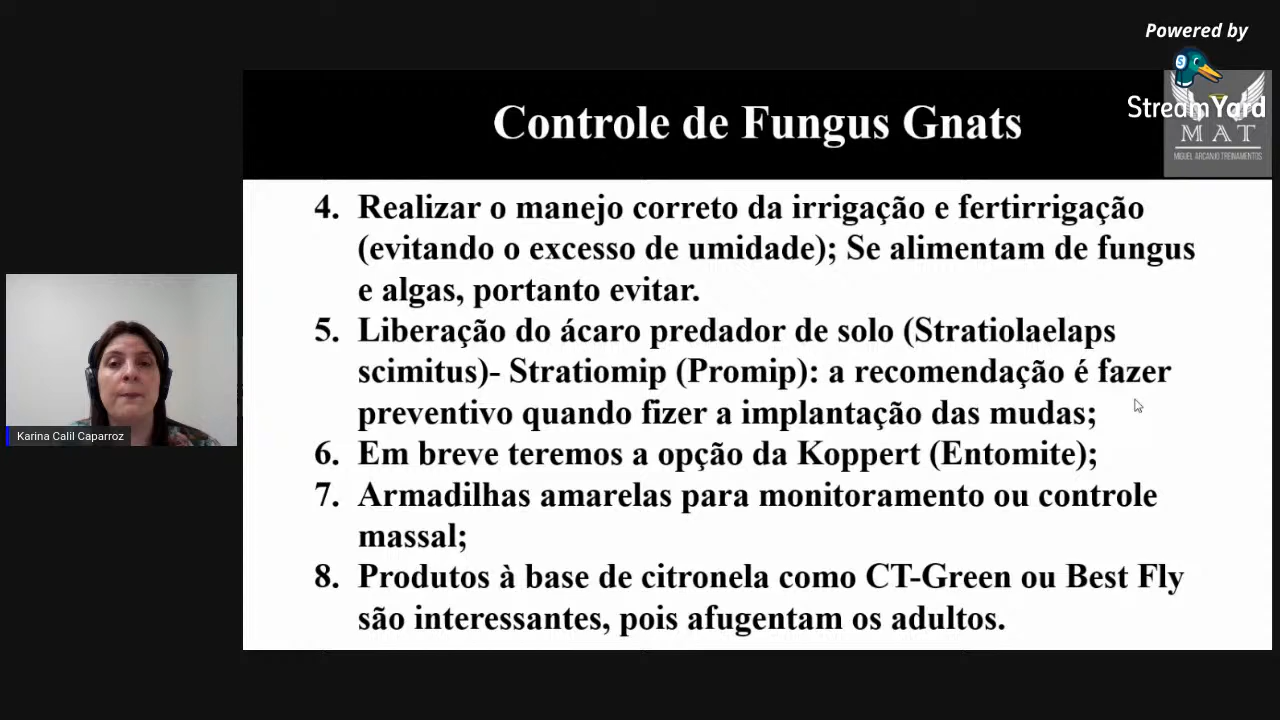 Powered by
StreamYard
MAT
MIGUEL ARCANJO TREINAMENTOS
Controle de Fungus Gnats
4. Realizar o manejo correto da irrigação e fertirrigação
(evitando o excesso de umidade); Se alimentam de fungus
e algas, portanto evitar.
5. Liberação do ácaro predador de solo (Stratiolaelaps
scimitus)- Stratiomip (Promip): a recomendação é fazer
preventivo quando fizer a implantação das mudas;
6. Em breve teremos a opção da Koppert (Entomite);
7. Armadilhas amarelas para monitoramento ou controle
massal;
8. Produtos à base de citronela como CT-Green ou Best Fly
são interessantes, pois afugentam os adultos.
Karina Calil Caparroz